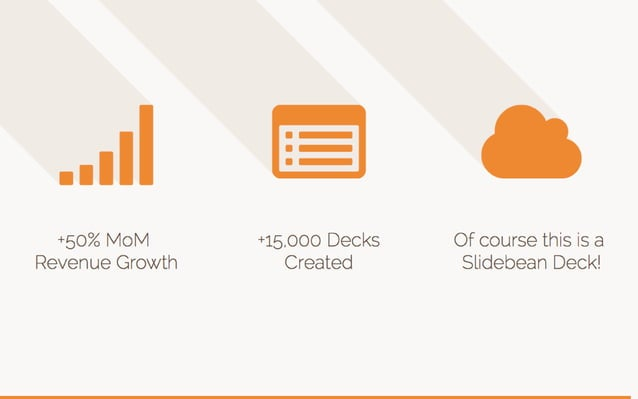 +50% MoM
Revenue Growth
+15,000 Decks
Created
Of course this is a
Slidebean Deck!